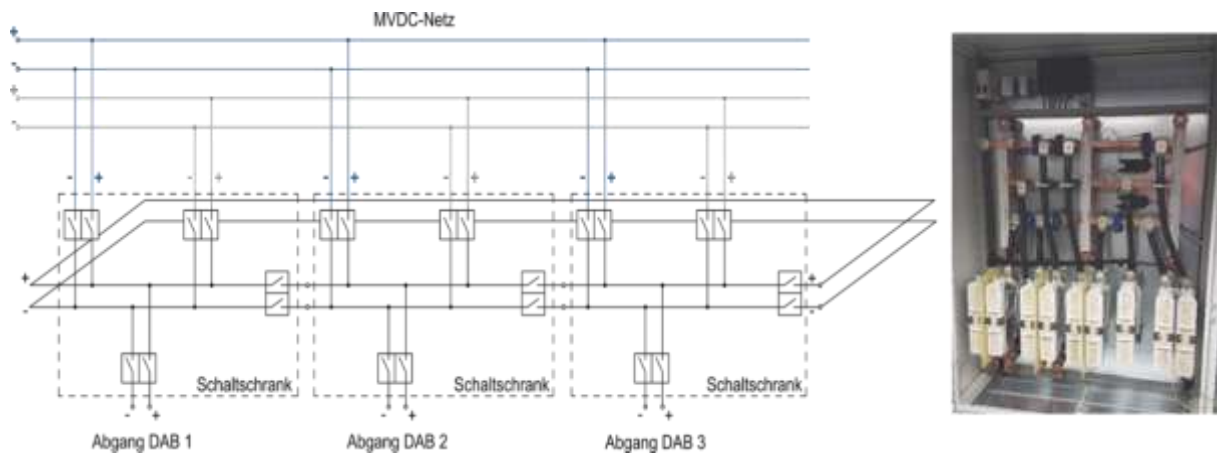 MVDC-Netz
+
-
+
-
- +
- +
- +
- +
- +
- +
+
-
+
-
Schaltschrank
Schaltschrank
Schaltschrank
- +
- +
- +
Abgang DAB 1
Abgang DAB 2
Abgang DAB 3